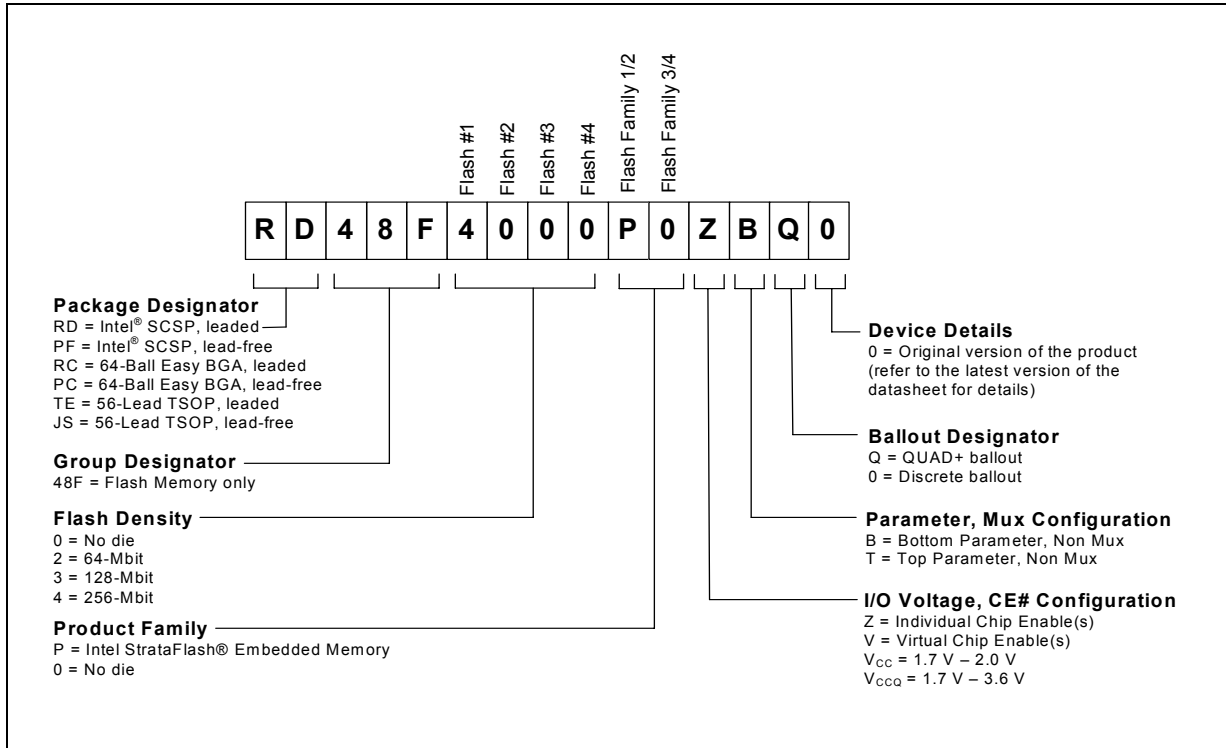 Flash #1
Flash #2
Flash #3
Flash #4
Flash Family 1/2
Flash Family 3/4
R D 4 8 F 4 0 0 0 P 0 Z B Q 0
Package Designator
RD = Intel® SCSP, leaded
PF = Intel® SCSP, lead-free
RC = 64-Ball Easy BGA, leaded
PC = 64-Ball Easy BGA, lead-free
TE = 56-Lead TSOP, leaded
JS = 56-Lead TSOP, lead-free
Group Designator
48F = Flash Memory only
Flash Density
0 = No die
2 = 64-Mbit
3 = 128-Mbit
4 = 256-Mbit
Product Family
P = Intel StrataFlash® Embedded Memory
0 = No die
Device Details
0 = Original version of the product
(refer to the latest version of the
datasheet for details)
Ballout Designator
Q = QUAD+ ballout
0 = Discrete ballout
Parameter, Mux Configuration
B = Bottom Parameter, Non Mux
T = Top Parameter, Non Mux
I/O Voltage, CE# Configuration
Z = Individual Chip Enable(s)
V = Virtual Chip Enable(s)
VCC = 1.7 V – 2.0 V
VCCQ = 1.7 V – 3.6 V